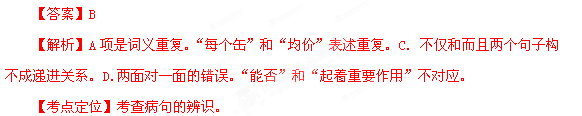 【答案】B
【解析】A项是词义重复。“每个缶”和“均价”表述重复。C. 不仅和而且两个句子构
不成递进关系。D.两面对一面的错误。“能否”和“起着重要作用”不对应。
【考点定位】考查病句的辨识。